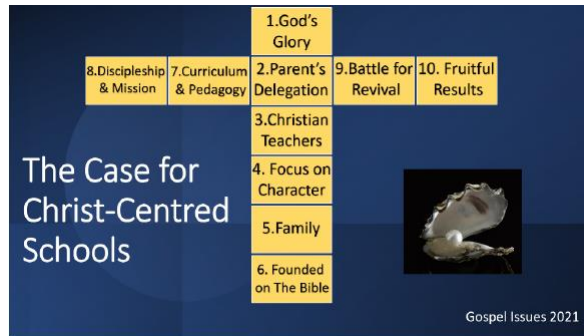 1.God's
Glory
8.Discipleship
& Mission
7.Curriculum
& Pedagogy
2.Parent's
Delegation
9.Battle for
Revival
10. Fruitful
Results
3.Christian
Teachers
4. Focus on
Character
5.Family
6. Founded
on The Bible
The Case for
Christ-Centred
Schools
Gospel Issues 2021